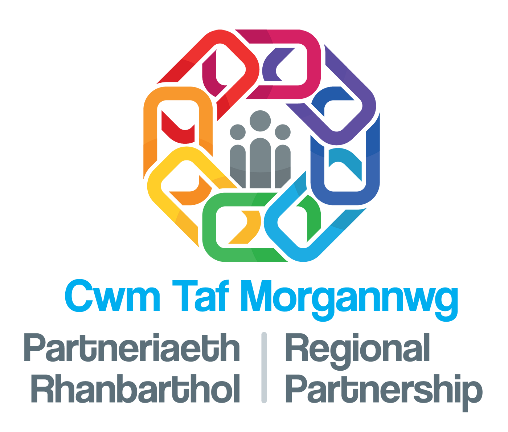 Cwm Taf Morgannwg
Partneriaeth
Rhanbarthol
Regional
Partnership